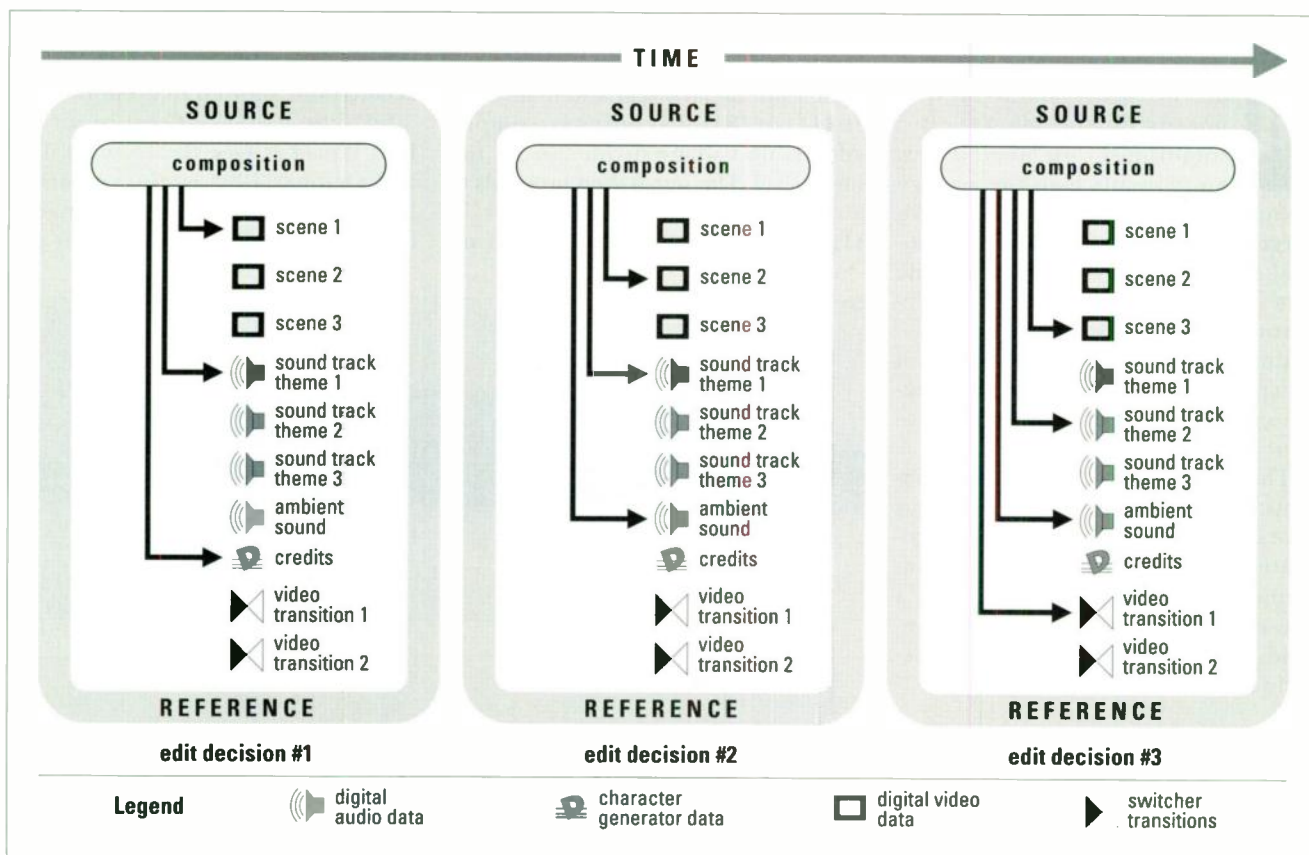 TIME
SOURCE
composition
scene 1
scene 2
scene 3
sound track
theme 1
sound track
theme 2
sound track
theme 3
ambient
sound
credits
video
transition 1
video
transition 2
REFERENCE
edit decision #1
SOURCE
composition
scene 1
scene 2
scene 3
sound track
theme 1
sound track
theme 2
sound track
theme 3
ambient
sound
credits
video
transition 1
video
transition 2
REFERENCE
edit decision #2
SOURCE
composition
scene 1
scene 2
scene 3
sound track
theme 1
sound track
theme 2
sound track
theme 3
ambient
sound
credits
video
transition 1
video
transition 2
REFERENCE
edit decision #3
Legend
digital
audio data
character
generator data
digital video
data
switcher
transitions